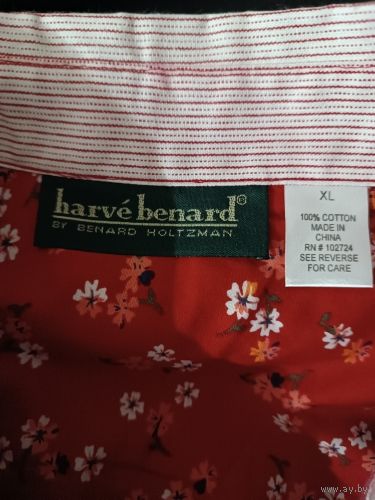 harvé benard®
BY BENARD HOLTZMAN
XL
100% COTTON
MADE IN
CHINA
RN # 102724
SEE REVERSE
FOR CARE
www.ay.by